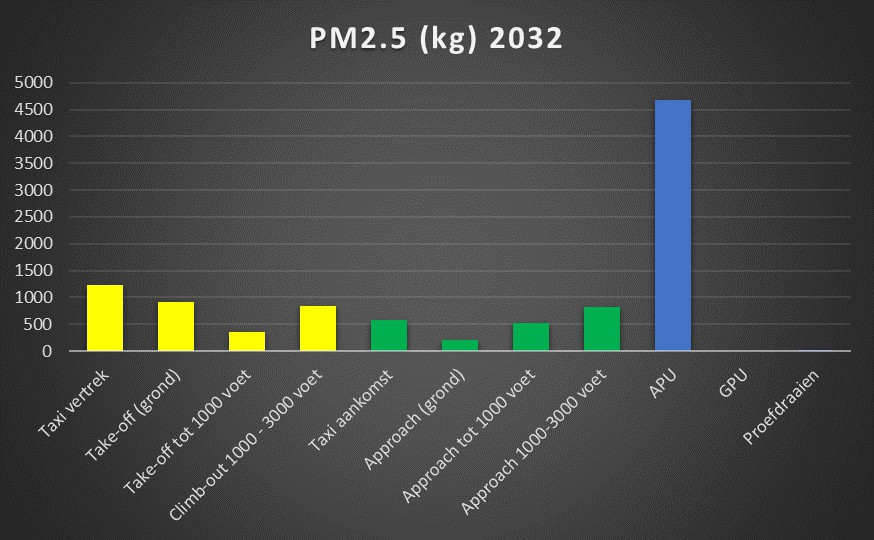 PM2.5 (kg) 2032
5000
4500
4000
3500
3000
2500
2000
1500
1000
500
0
Taxi vertrek
Take-off (grond)
Take-off tot 1000 voet
Climb-out 1000 - 3000 voet
Taxi aankomst
Approach (grond)
Approach tot 1000 voet
Approach 1000-3000 voet
APU
GPU
Proefdraaien